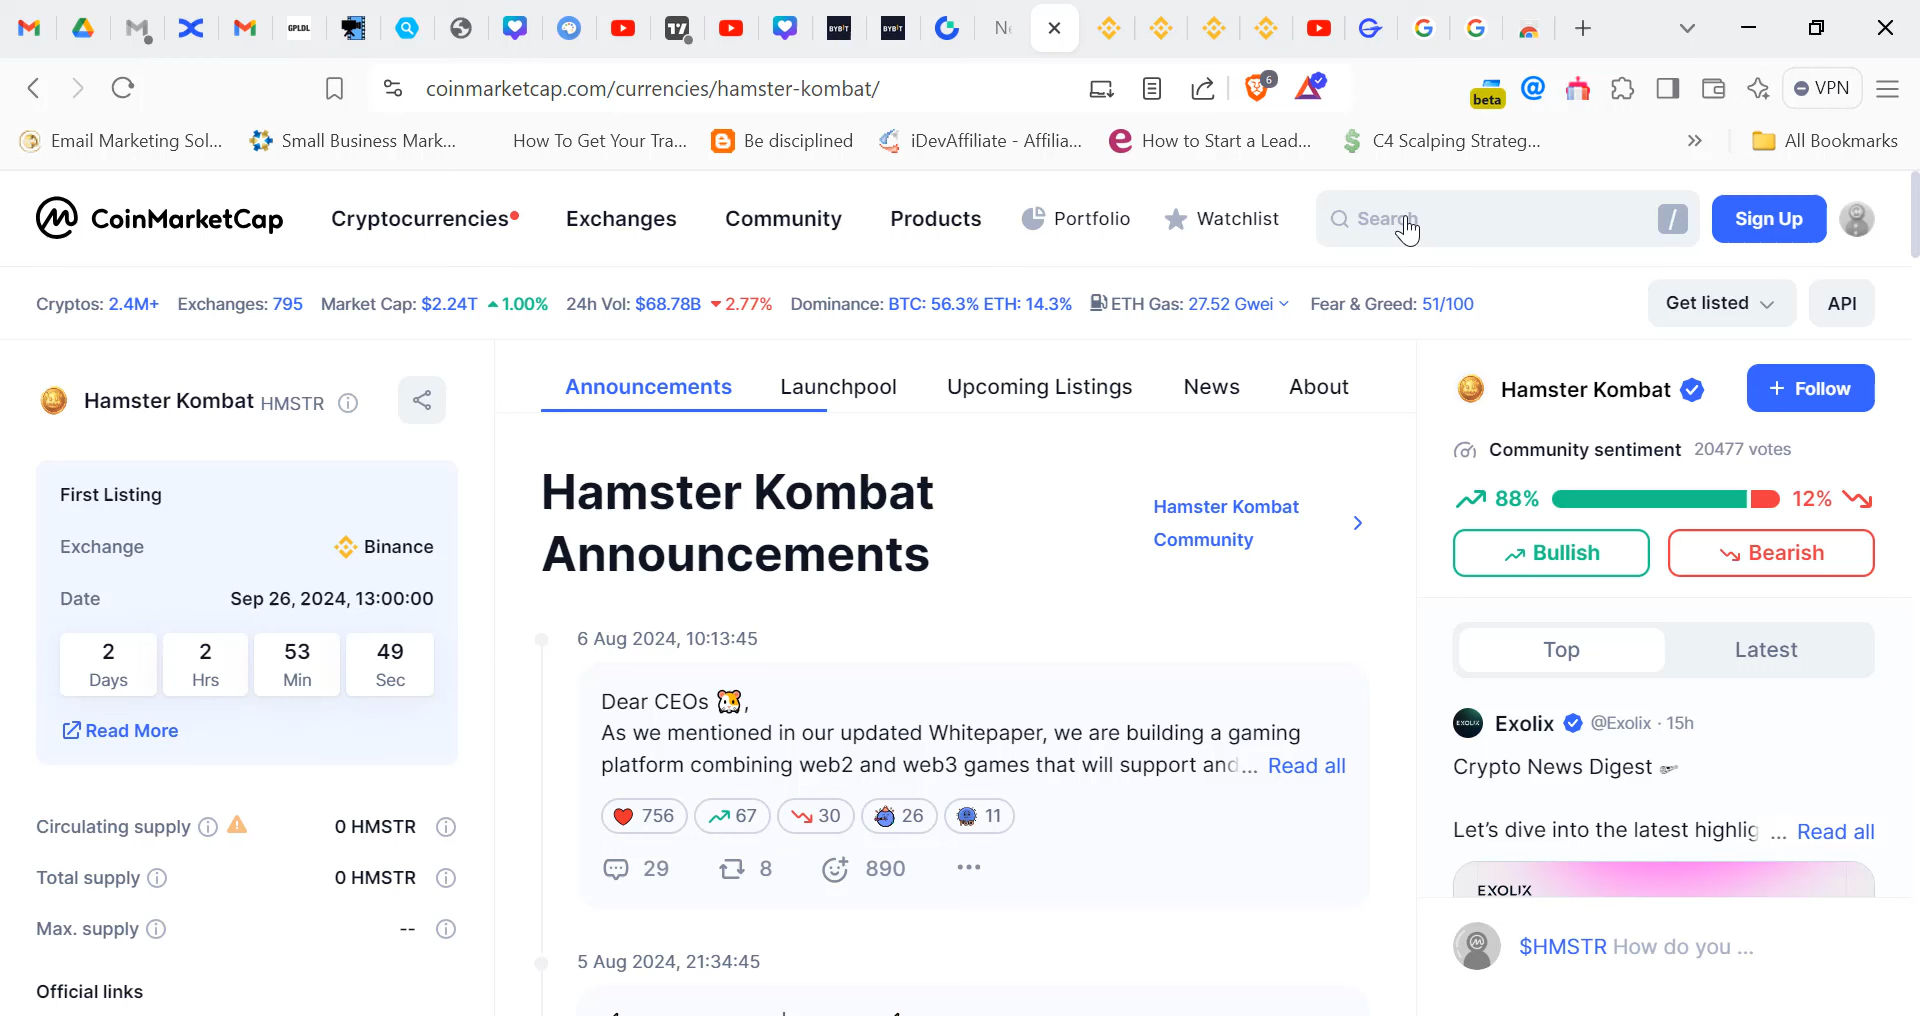 GPLDL
17
BYBIT
BYBIT
Ne
coinmarketcap.com/currencies/hamster-kombat/
6
beta
VPN
Email Marketing Sol...
Small Business Mark...
How To Get Your Tra...
Be disciplined
iDevAffiliate - Affilia...
How to Start a Lead...
C4 Scalping Strateg...
All Bookmarks
CoinMarketCap
Cryptocurrencies
Exchanges
Community
Products
Portfolio
Watchlist
Search
/
Sign Up
Cryptos: 2.4M+
Exchanges: 795
Market Cap: $2.24T 1.00%
24h Vol: $68.78B 2.77%
Dominance: BTC: 56.3% ETH: 14.3%
ETH Gas: 27.52 Gwei
Fear & Greed: 51/100
Get listed
API
Hamster Kombat HMSTR
First Listing
Exchange
Binance
Date
Sep 26, 2024, 13:00:00
2 2 53 49
Days Hrs Min Sec
Read More
Circulating supply
0 HMSTR
Total supply
0 HMSTR
Max. supply
--
Official links
Announcements
Launchpool
Upcoming Listings
News
About
Hamster Kombat
Announcements
Hamster Kombat
Community
6 Aug 2024, 10:13:45
Dear CEOs 🐹,
As we mentioned in our updated Whitepaper, we are building a gaming
platform combining web2 and web3 games that will support and... Read all
756
67
30
26
11
29
8
890
5 Aug 2024, 21:34:45
Hamster Kombat
+ Follow
Community sentiment 20477 votes
88%
12%
Bullish
Bearish
Top
Latest
Exolix @Exolix · 15h
Crypto News Digest
Let's dive into the latest highlig ... Read all
EXOLIX
$HMSTR How do you ...